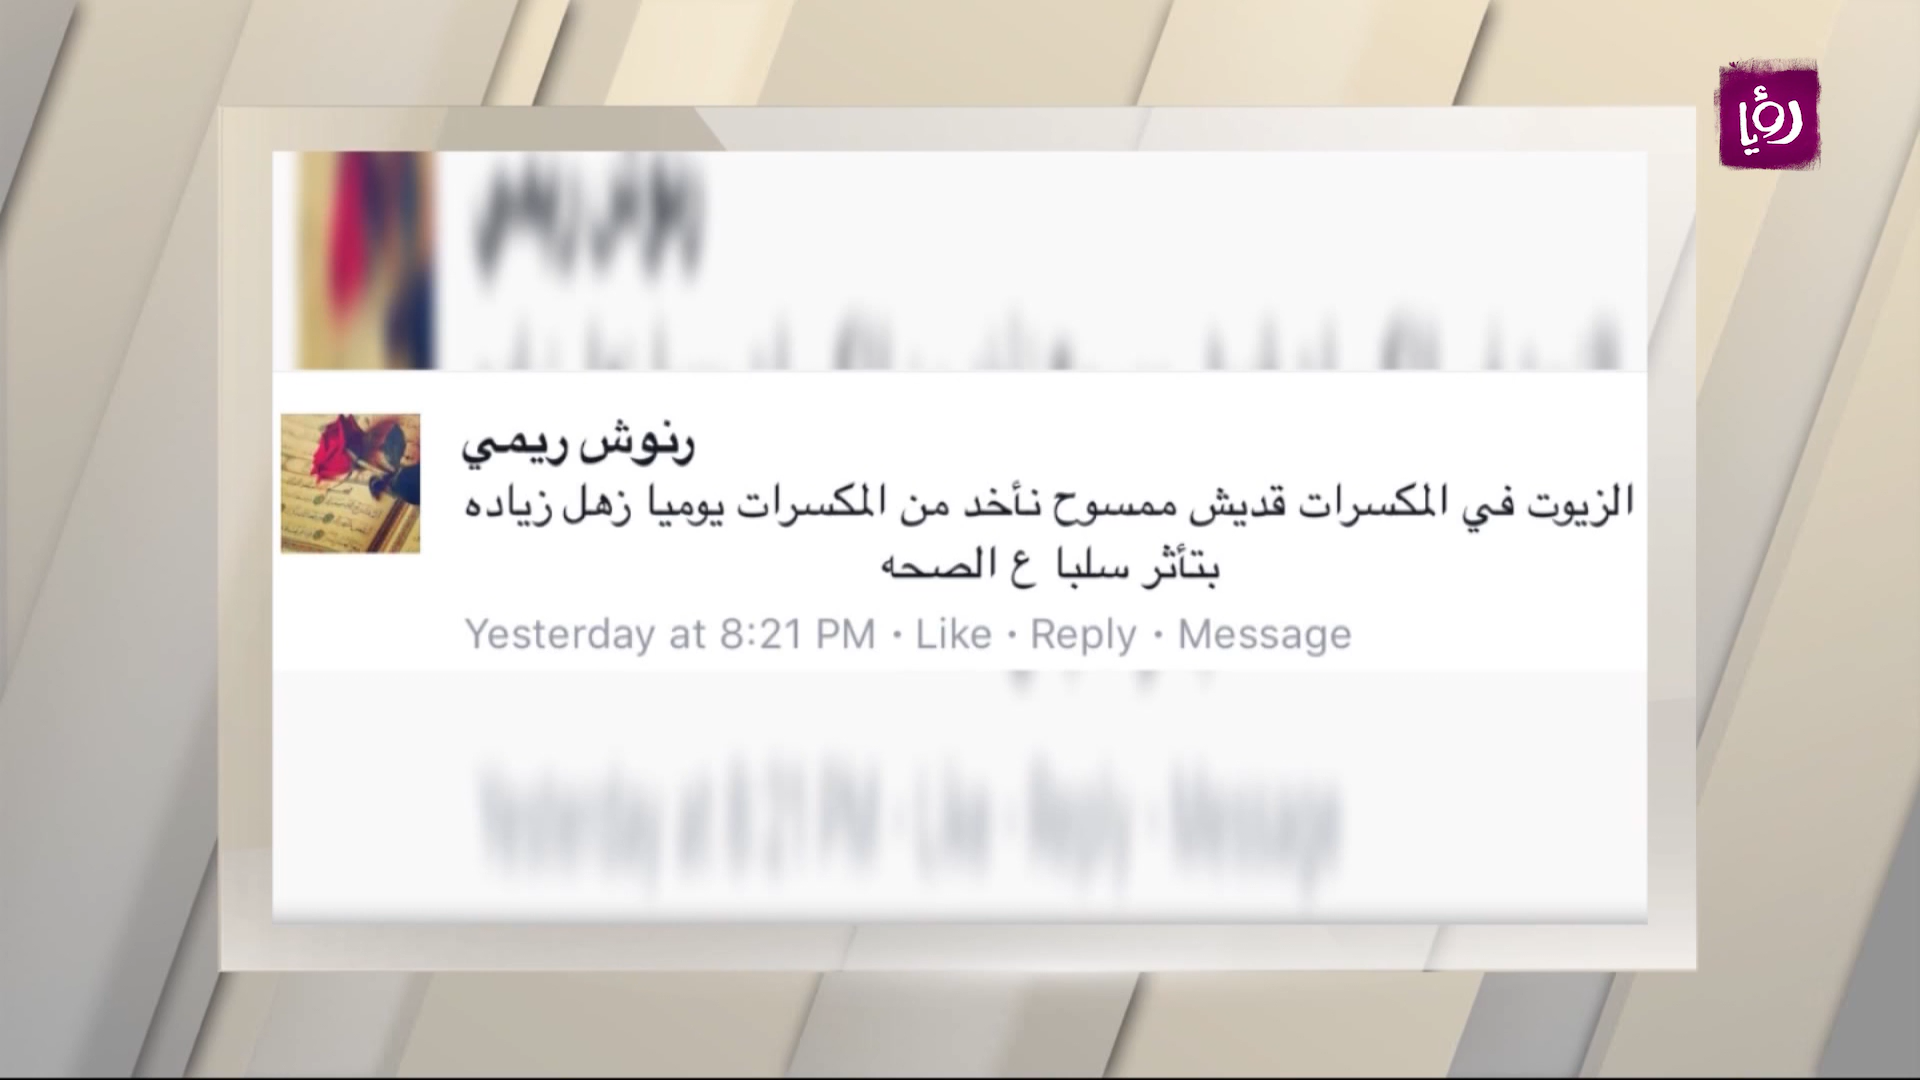 رؤيا
رنوش ريمي
الزيوت في المكسرات قديش ممسوح نأخد من المكسرات يوميا زهل زياده
بتأثر سلبا ع الصحه
Yesterday at 8:21 PM • Like • Reply • Message